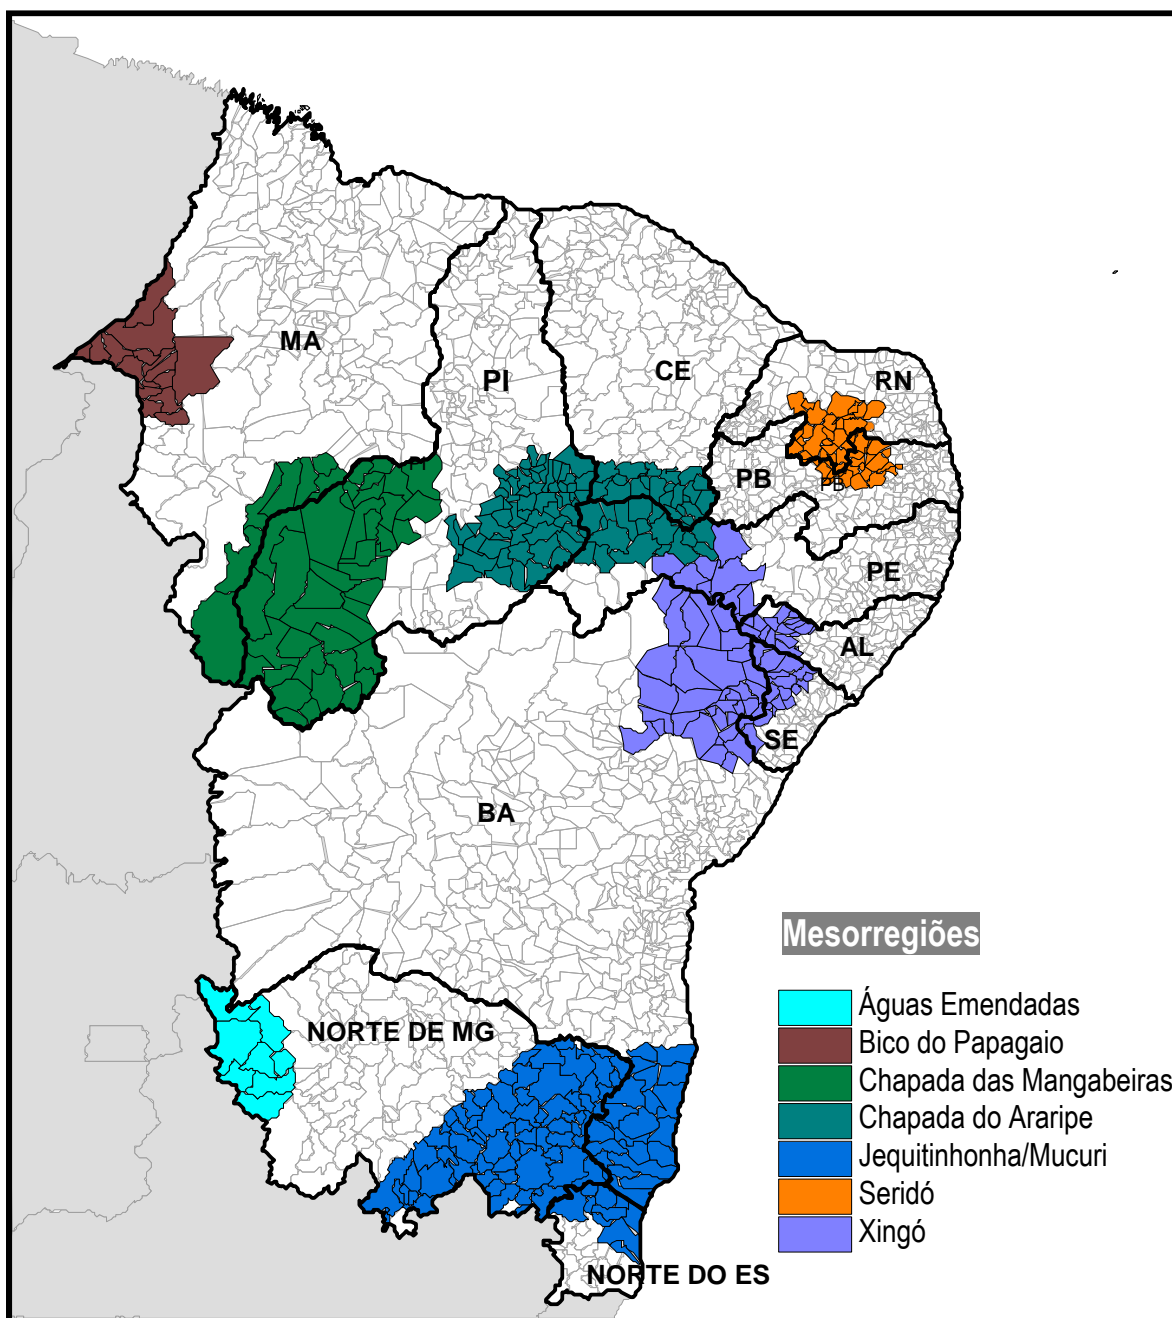 MA
PI
CE
RN
PB
PB
PE
AL
SE
BA
NORTE DE MG
NORTE DO ES
Mesorregiões
Águas Emendadas
Bico do Papagaio
Chapada das Mangabeiras
Chapada do Araripe
Jequitinhonha/Mucuri
Seridó
Xingó